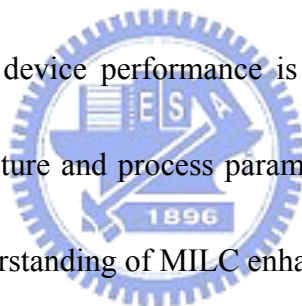 device performance is
E S A
ture and process param
1896
rstanding of MILC enha